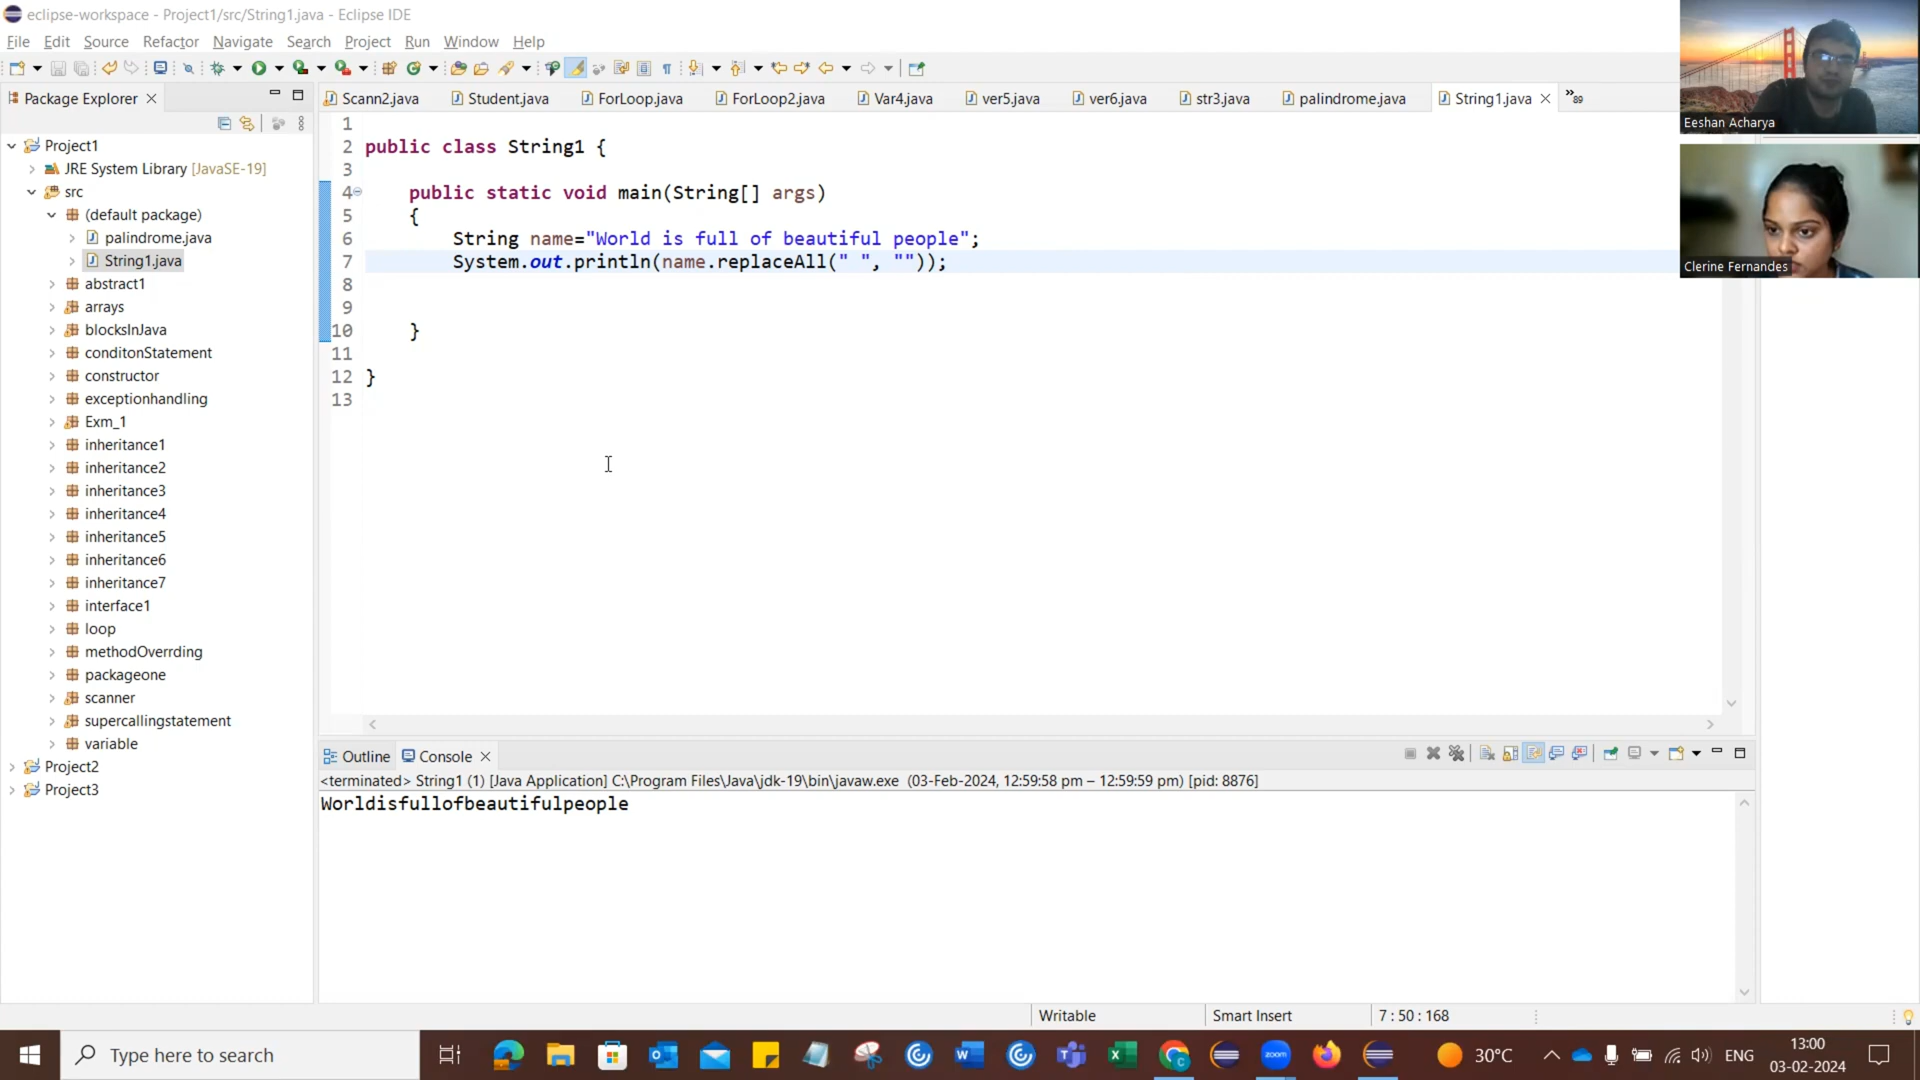 eclipse-workspace - Project1/src/String1.java - Eclipse IDE
File Edit Source Refactor Navigate Search Project Run Window Help
Package Explorer
Scann2.java Student.java ForLoop.java ForLoop2.java Var4.java ver5.java ver6.java str3.java palindrome.java String1.java »89
Eeshan Acharya
Clerine Fernandes
Project1
JRE System Library [JavaSE-19]
src
(default package)
palindrome.java
String1.java
abstract1
arrays
blocksInJava
conditonStatement
constructor
exceptionhandling
Exm_1
inheritance1
inheritance2
inheritance3
inheritance4
inheritance5
inheritance6
inheritance7
interface1
loop
methodOverrding
packageone
scanner
supercallingstatement
variable
Project2
Project3
1
2 public class String1 {
3
4 public static void main(String[] args)
5 {
6 String name="World is full of beautiful people";
7 System.out.println(name.replaceAll(" ", ""));
8
9
10 }
11
12 }
13
Outline Console
<terminated> String1 (1) [Java Application] C:\Program Files\Java\jdk-19\bin\javaw.exe (03-Feb-2024, 12:59:58 pm – 12:59:59 pm) [pid: 8876]
Worldisfullofbeautifulpeople
Writable Smart Insert 7 : 50 : 168
Type here to search
zoom
30°C
ENG
13:00
03-02-2024